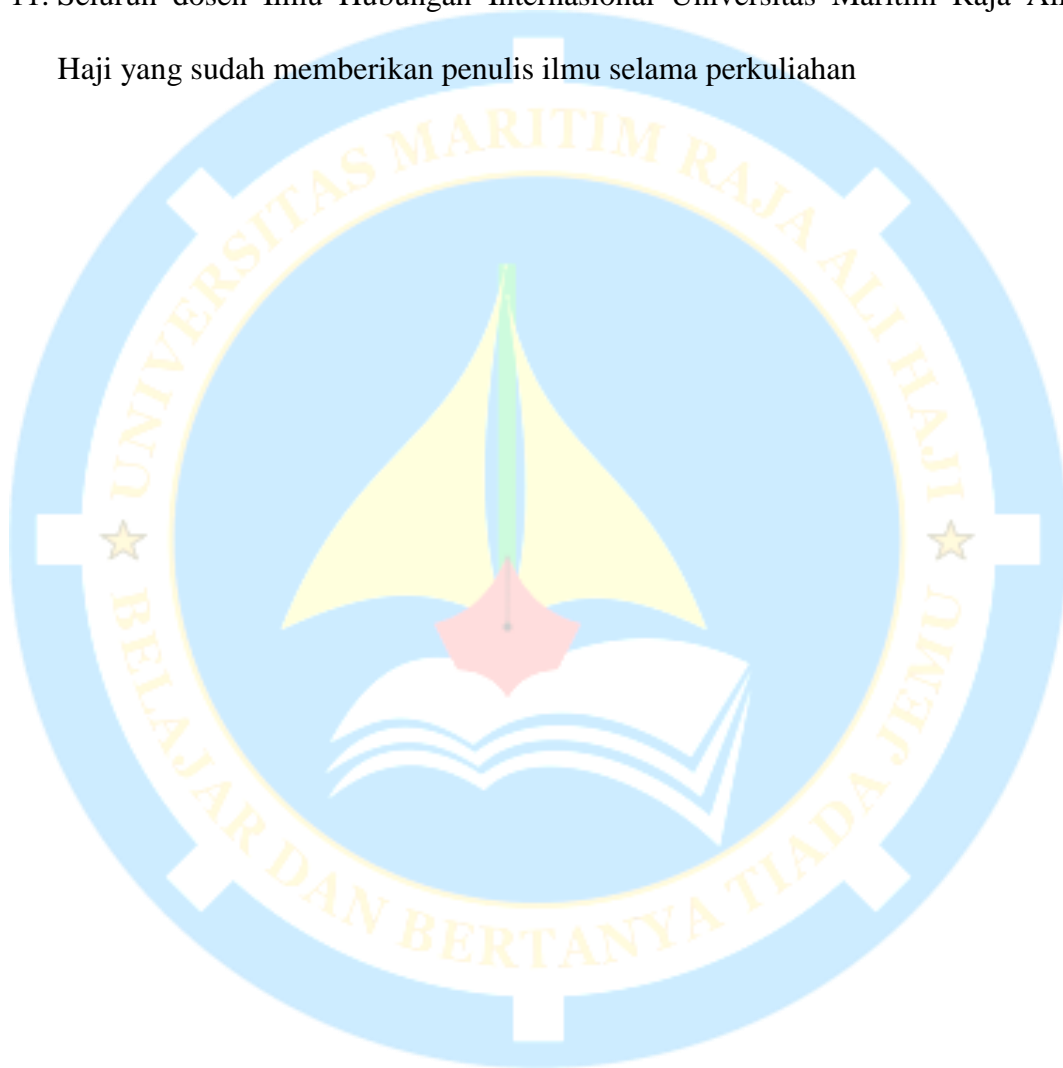 11. Seluruh dosen Ilmu Hubungan Internasional Universitas Maritim Raja
Haji yang sudah memberikan penulis ilmu selama perkuliahan
UNIVERSITAS MARITIM RAJA ALI HAJI
BELAJAR DAN BERTANYA TIADA JEMU